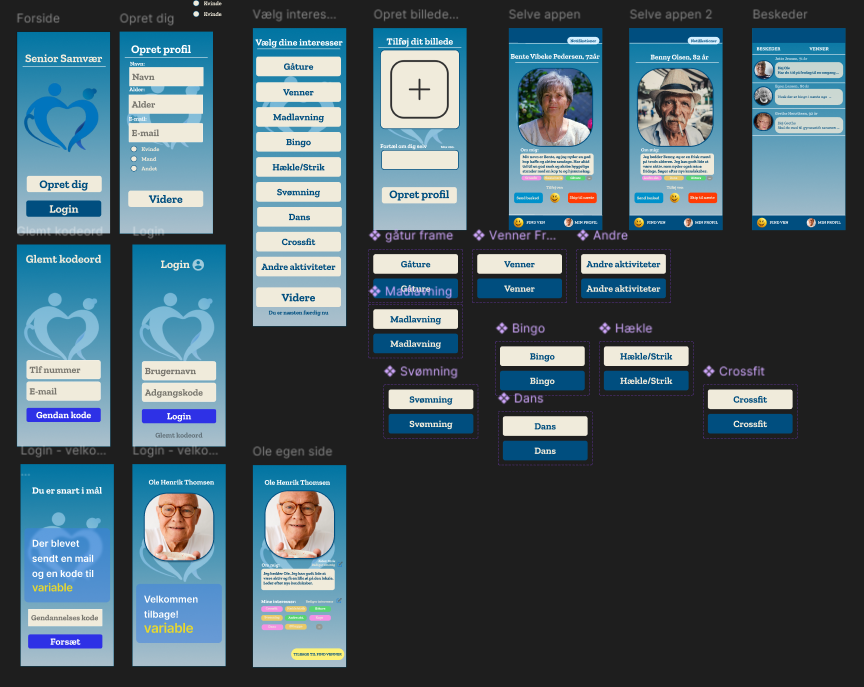 Kvinde
Kvinde
Forside
Senior Samvær
Opret dig
Login
Opret dig
Opret profil
Navn:
Navn
Alder:
Alder
E-mail:
E-mail
Kvinde
Mand
Andet
Videre
Vælg interes...
Vælg dine interesser
Gåture
Venner
Madlavning
Bingo
Hækle/Strik
Svømning
Dans
Crossfit
Andre aktiviteter
Videre
Du er næsten færdig nu
Opret billede...
Tilføj dit billede
Fortæl om dig selv
Opret profil
Selve appen
Bente Vibeke Pedersen, 72år
Om mig:
Send besked
Skip til næste
FIND VEN
MIN PROFIL
Selve appen 2
Benny Olsen, 82 år
Om mig:
Send besked
Skip til næste
FIND VEN
MIN PROFIL
Beskeder
BESKEDER
VENNER
FIND VEN
MIN PROFIL
Glemt kodeord
Glemt kodeord
Tlf nummer
E-mail
Gendan kode
Login
Login
Brugernavn
Adgangskode
Login
Glemt kodeord
gåtur frame
Gåture
Gåture
Venner Fr...
Venner
Venner
Andre
Andre aktiviteter
Andre aktiviteter
Madlavning
Madlavning
Madlavning
Bingo
Bingo
Bingo
Hækle
Hækle/Strik
Hækle/Strik
Svømning
Svømning
Svømning
Dans
Dans
Dans
Crossfit
Crossfit
Crossfit
Login - velko...
Du er snart i mål
Der blevet
sendt en mail
og en kode til
variable
Gendannelses kode
Forsæt
Login - velko...
Ole Henrik Thomsen
Velkommen
tilbage!
variable
Ole egen side
Ole Henrik Thomsen
Om mig:
Mine interesser:
TILBAGE TIL FIND VENNER